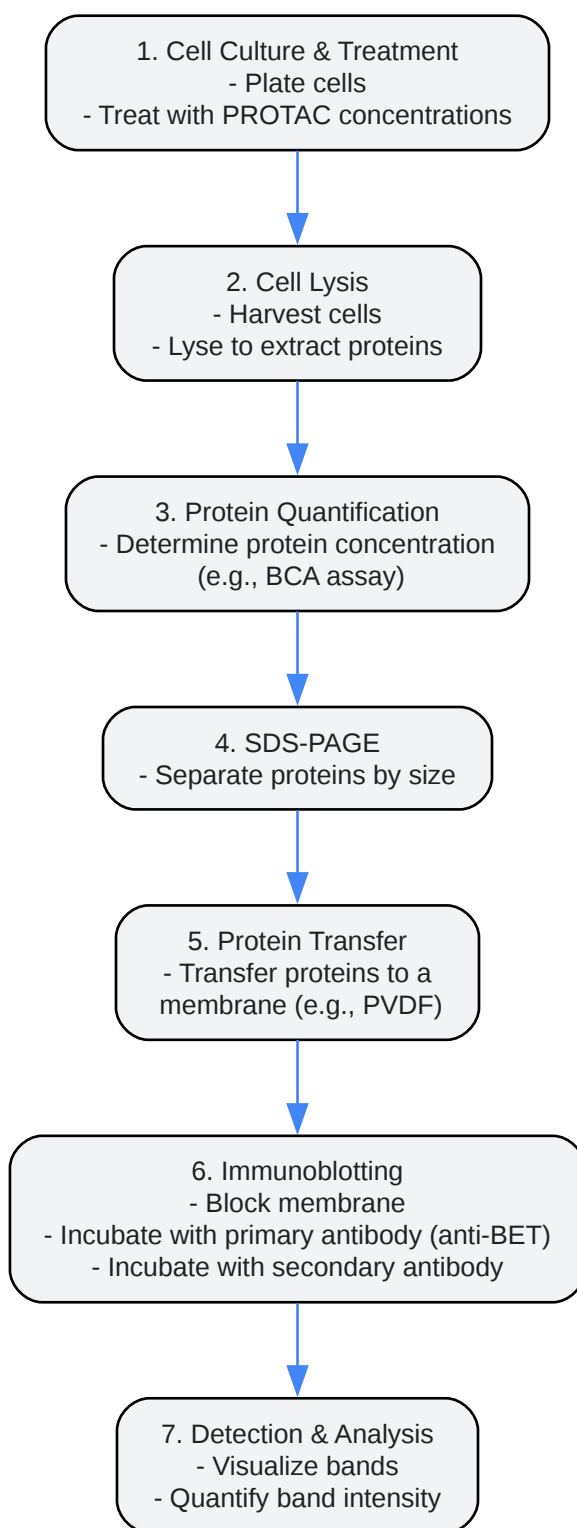 1. Cell Culture & Treatment
- Plate cells
- Treat with PROTAC concentrations
2. Cell Lysis
- Harvest cells
- Lyse to extract proteins
3. Protein Quantification
- Determine protein concentration
(e.g., BCA assay)
4. SDS-PAGE
- Separate proteins by size
5. Protein Transfer
- Transfer proteins to a
membrane (e.g., PVDF)
6. Immunoblotting
- Block membrane
- Incubate with primary antibody (anti-BET)
- Incubate with secondary antibody
7. Detection & Analysis
- Visualize bands
- Quantify band intensity